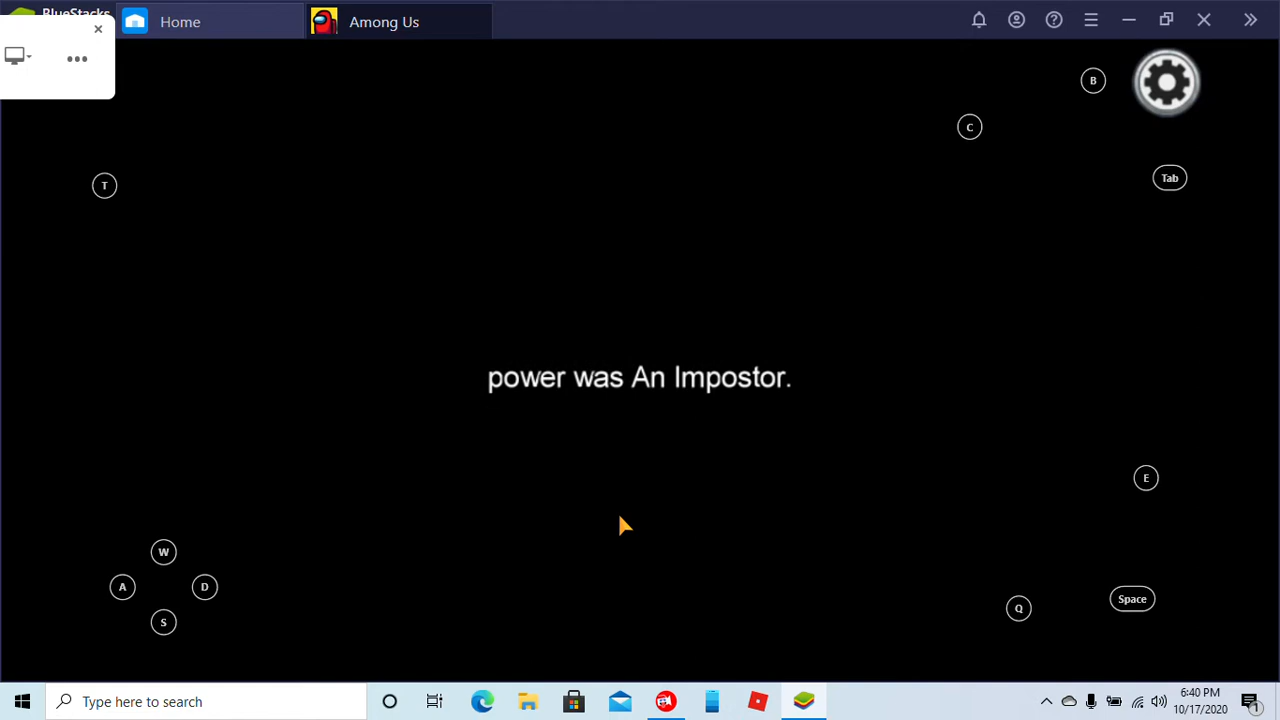 BlueStacks
Home
Among Us
B
C
T
Tab
power was An Impostor.
E
W
A
D
S
Q
Space
Type here to search
6:40 PM
10/17/2020
1